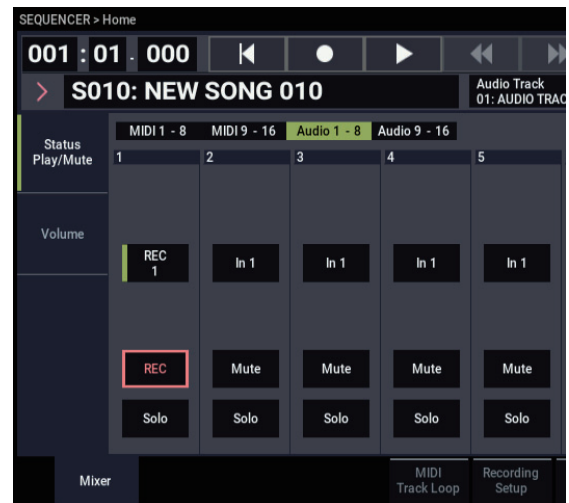 SEQUENCER > Home
001 : 01 . 000
> S010: NEW SONG 010
Audio Track
01: AUDIO TRAC
Status
Play/Mute
MIDI 1 - 8 MIDI 9 - 16 Audio 1 - 8 Audio 9 - 16
1 2 3 4 5
Volume
REC
1
In 1 In 1 In 1 In 1
REC Mute Mute Mute Mute
Solo Solo Solo Solo Solo
Mixer
MIDI
Track Loop
Recording
Setup